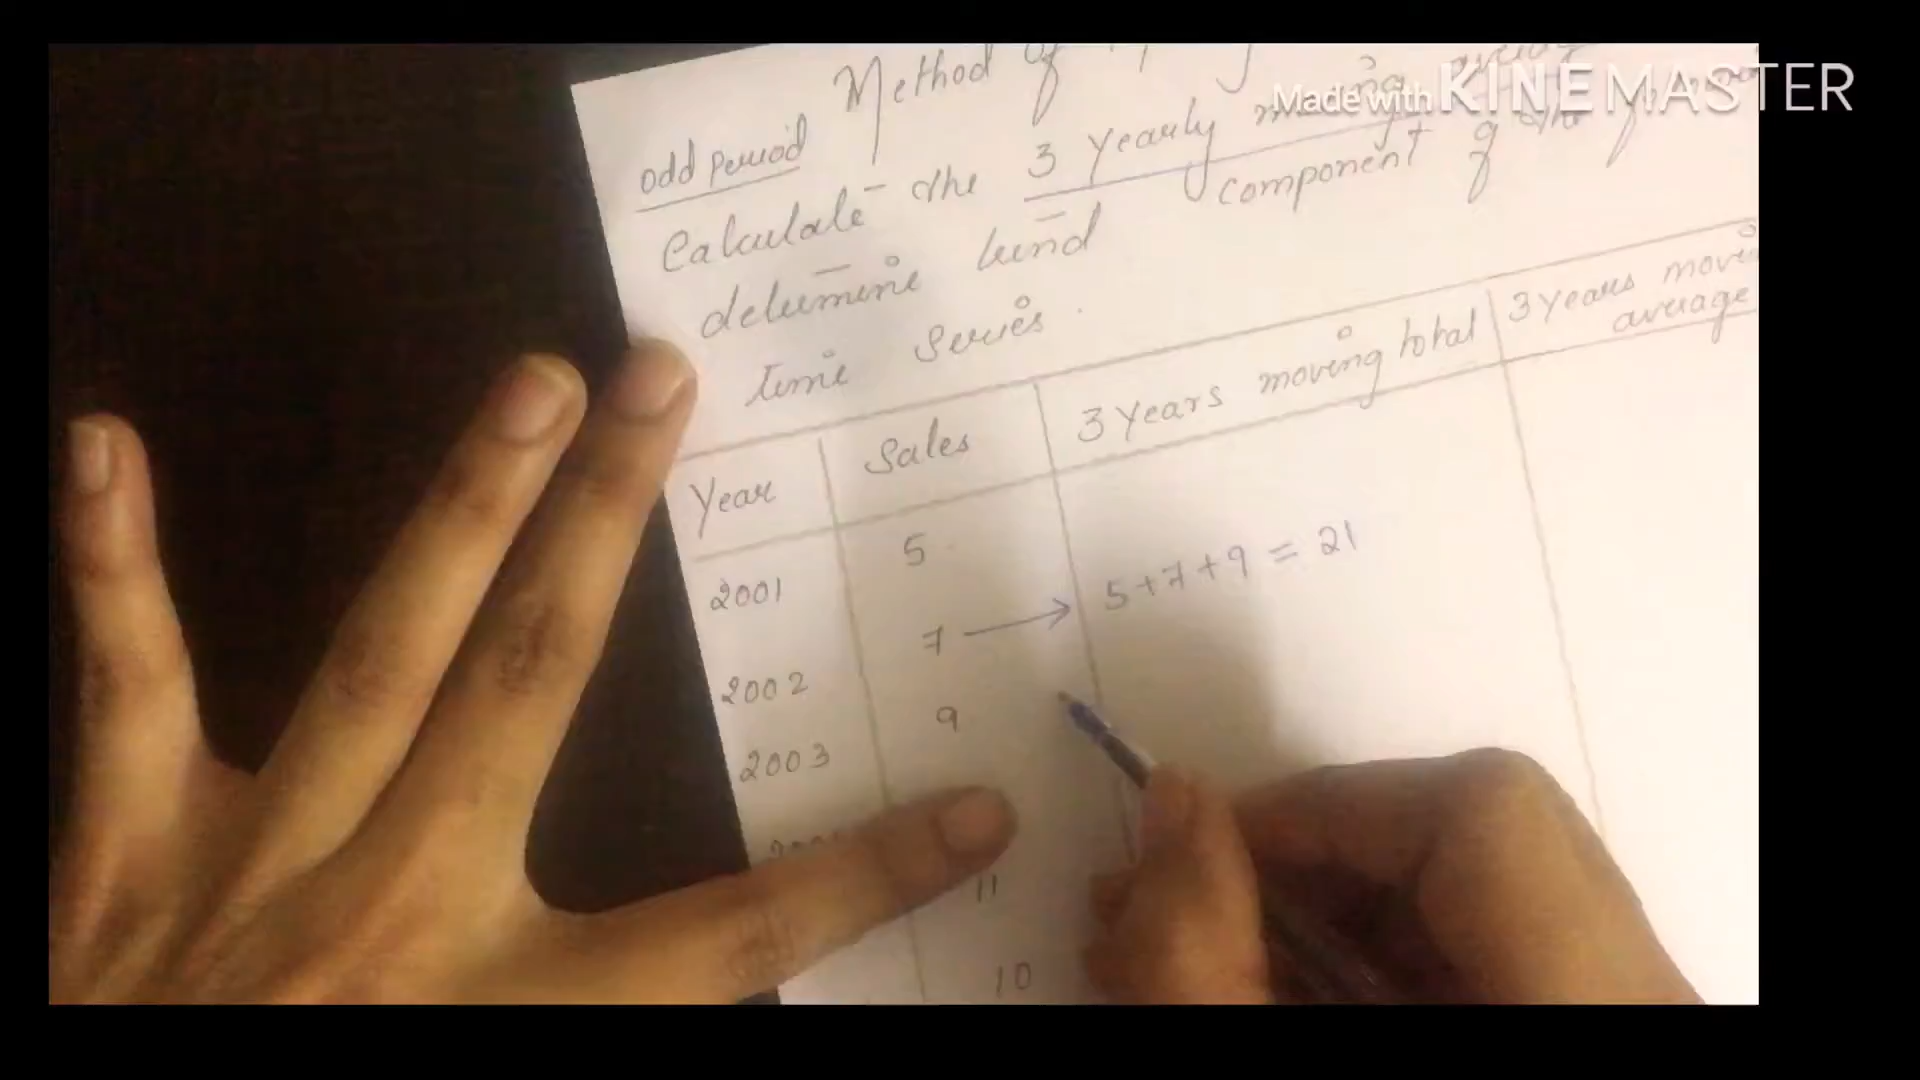 Method of
Made with KINEMASTER
odd period
Calculate the 3 Yearly moving
determine trend component of the
time series.
Year Sales 3 Years moving total 3 Years
average
2001 5
2002 7 → 5+7+9 = 21
2003 9
11
10